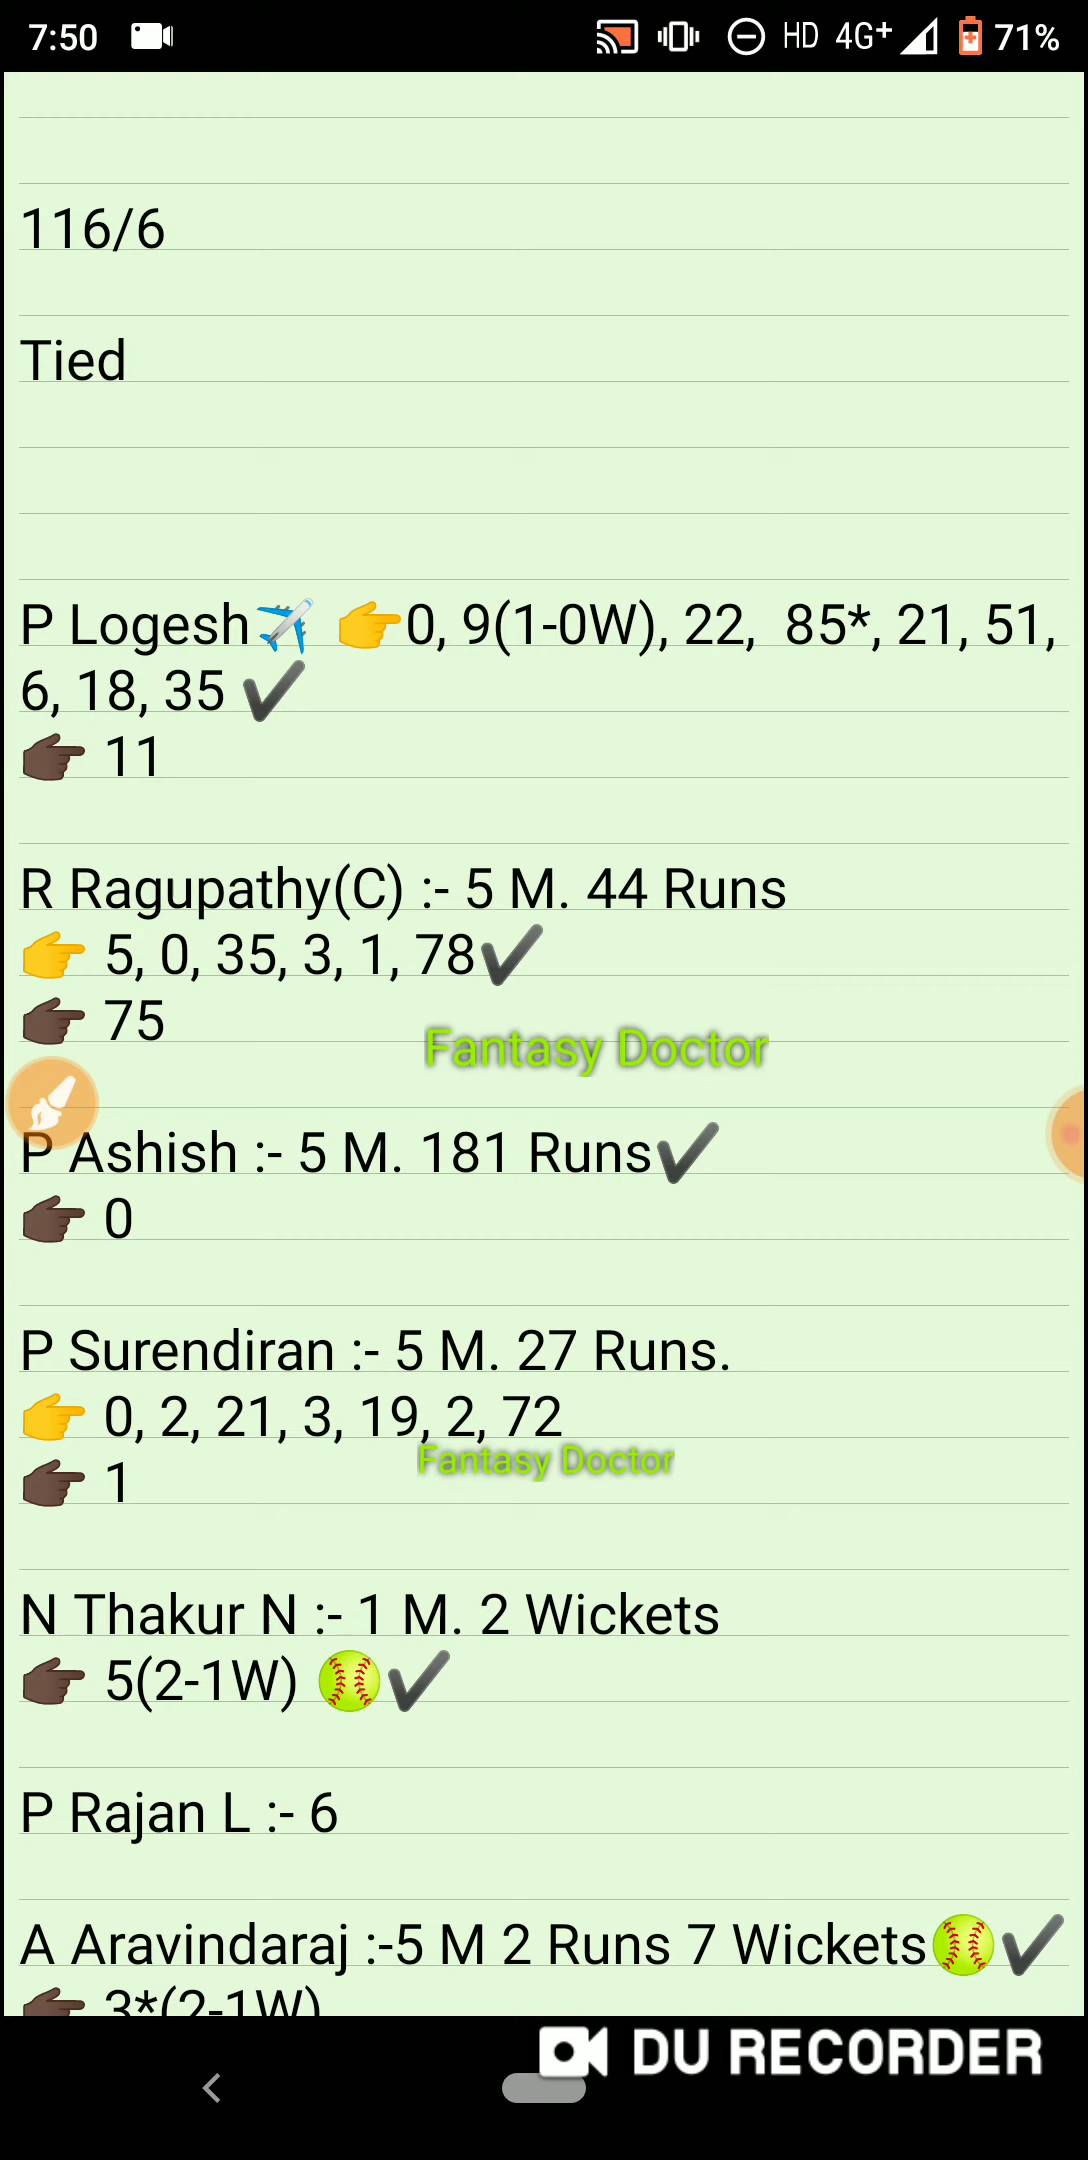 7:50 HD 4G+ 71%
116/6
Tied
P Logesh✈️ 👉0, 9(1-0W), 22, 85*, 21, 51,
6, 18, 35 ✔️
👉🏿 11
R Ragupathy(C) :- 5 M. 44 Runs
👉 5, 0, 35, 3, 1, 78✔️
👉🏿 75
Fantasy Doctor
P Ashish :- 5 M. 181 Runs✔️
👉🏿 0
P Surendiran :- 5 M. 27 Runs.
👉 0, 2, 21, 3, 19, 2, 72
Fantasy Doctor
👉🏿 1
N Thakur N :- 1 M. 2 Wickets
👉🏿 5(2-1W) 🥎✔️
P Rajan L :- 6
A Aravindaraj :-5 M 2 Runs 7 Wickets🥎✔️
👉🏿 3*(2-1W)
DU RECORDER